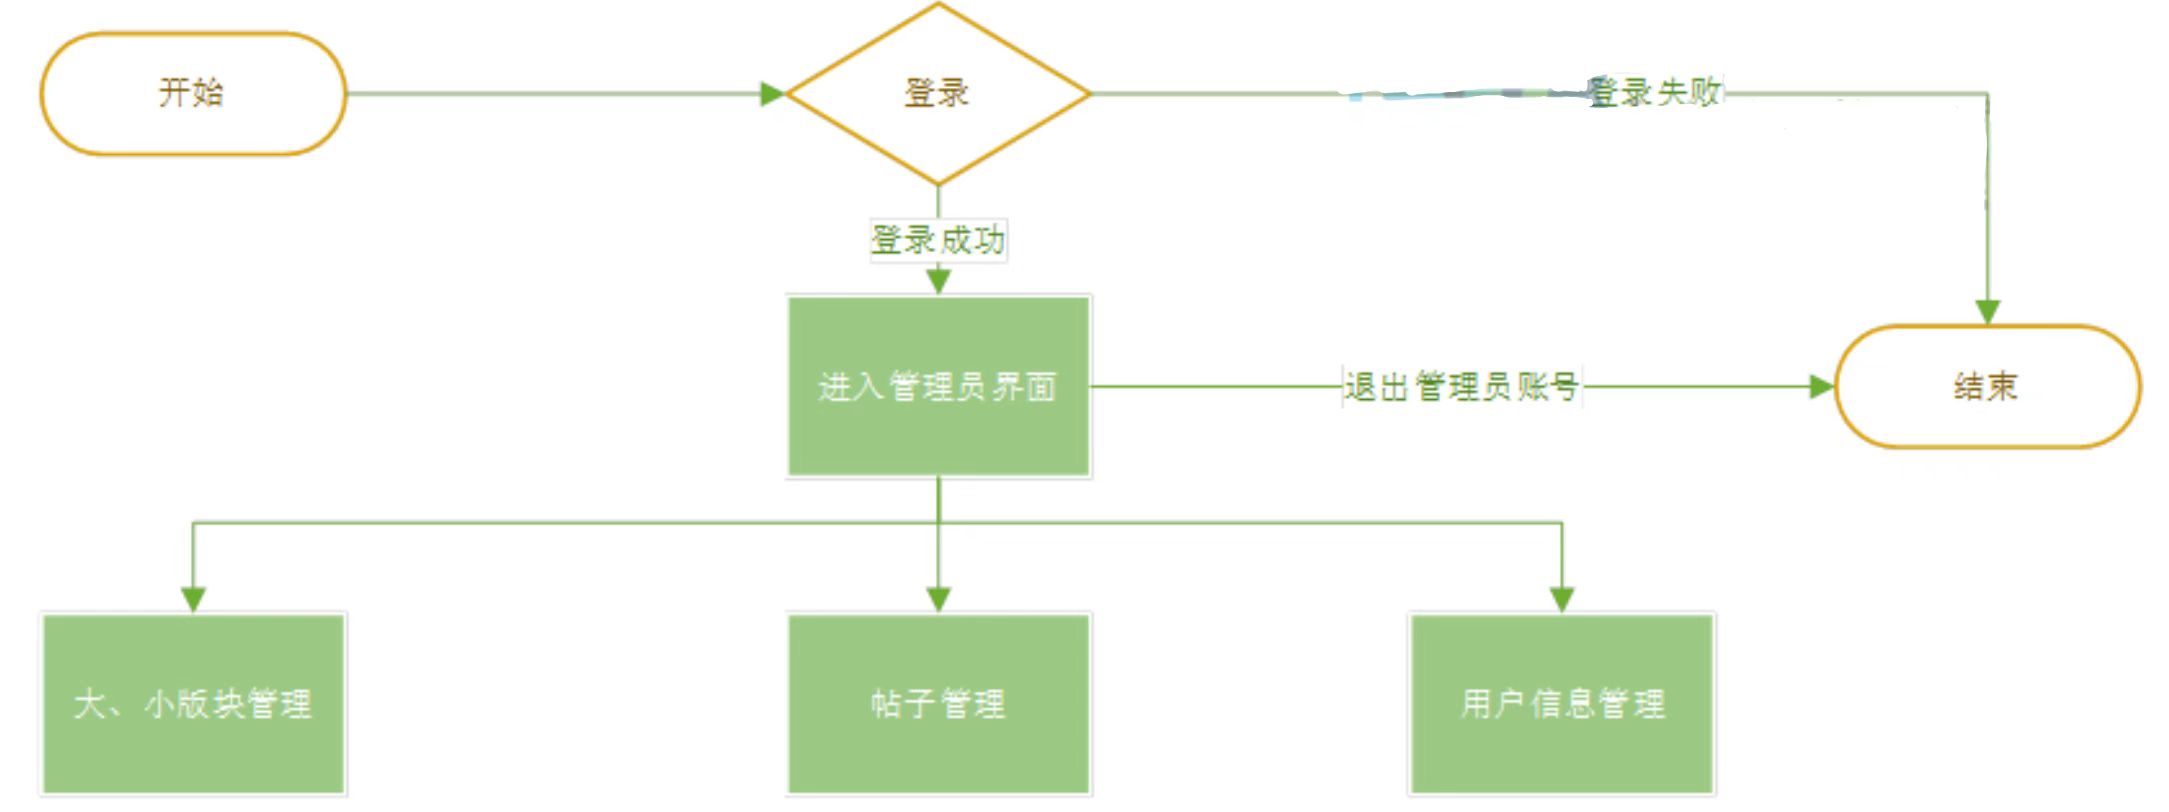 开始
登录
登录失败
登录成功
进入管理员界面
退出管理员账号
结束
大、小版块管理
帖子管理
用户信息管理